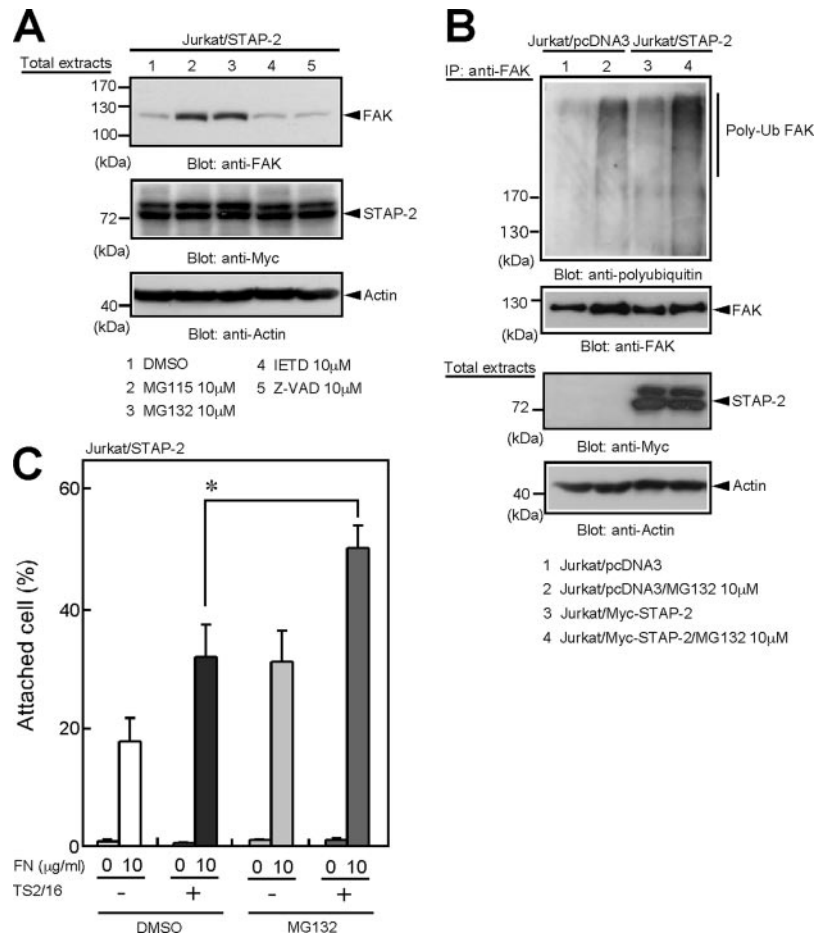 A
Jurkat/STAP-2
Total extracts
1 2 3 4 5
170
130
100
(kDa)
FAK
Blot: anti-FAK
72
(kDa)
STAP-2
Blot: anti-Myc
40
(kDa)
Actin
Blot: anti-Actin
1 DMSO
2 MG115 10μM
3 MG132 10μM
4 IETD 10μM
5 Z-VAD 10μM
B
Jurkat/pcDNA3 Jurkat/STAP-2
IP: anti-FAK
1 2 3 4
Poly-Ub FAK
170
130
(kDa)
Blot: anti-polyubiquitin
130
(kDa)
FAK
Blot: anti-FAK
Total extracts
72
(kDa)
STAP-2
Blot: anti-Myc
40
(kDa)
Actin
Blot: anti-Actin
1 Jurkat/pcDNA3
2 Jurkat/pcDNA3/MG132 10μM
3 Jurkat/Myc-STAP-2
4 Jurkat/Myc-STAP-2/MG132 10μM
C
Jurkat/STAP-2
Attached cell (%)
60
40
20
0
*
FN (μg/ml) 0 10 0 10 0 10 0 10
TS2/16 - + - +
DMSO MG132